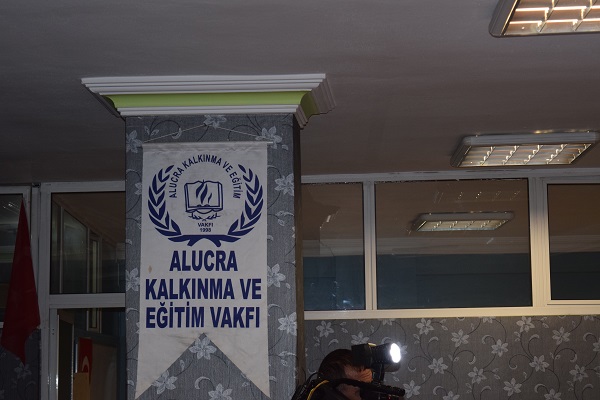 ALUCRA KALKINMA VE EĞİTİM
VAKFI
1998
ALUCRA
KALKINMA VE
EĞİTİM VAKFI